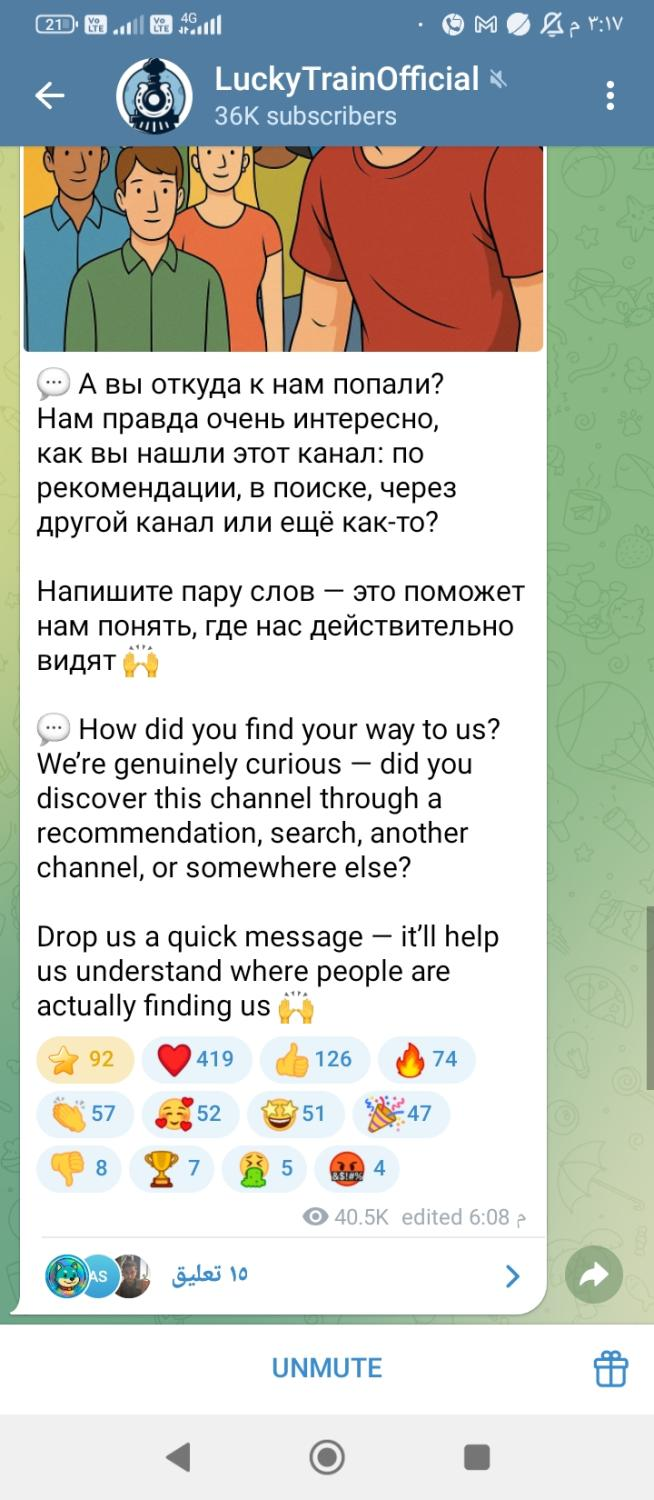 21 Vo LTE Vo LTE 4G م ٣:١٧
LuckyTrainOfficial
36K subscribers
💬 А вы откуда к нам попали?
Нам правда очень интересно,
как вы нашли этот канал: по
рекомендации, в поиске, через
другой канал или ещё как-то?
Напишите пару слов — это поможет
нам понять, где нас действительно
видят 🙌
💬 How did you find your way to us?
We’re genuinely curious — did you
discover this channel through a
recommendation, search, another
channel, or somewhere else?
Drop us a quick message — it’ll help
us understand where people are
actually finding us 🙌
⭐ 92 ❤️ 419 👍 126 🔥 74
👏 57 🥰 52 🤩 51 🎉 47
👎 8 🏆 7 🤮 5 🤬 4
40.5K edited 6:08 م
AS ١٥ تعليق
UNMUTE